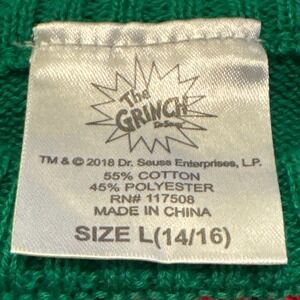 The
GRINCH
Dr. Seuss
TM & © 2018 Dr. Seuss Enterprises, L.P.
55% COTTON
45% POLYESTER
RN# 117508
MADE IN CHINA
SIZE L(14/16)